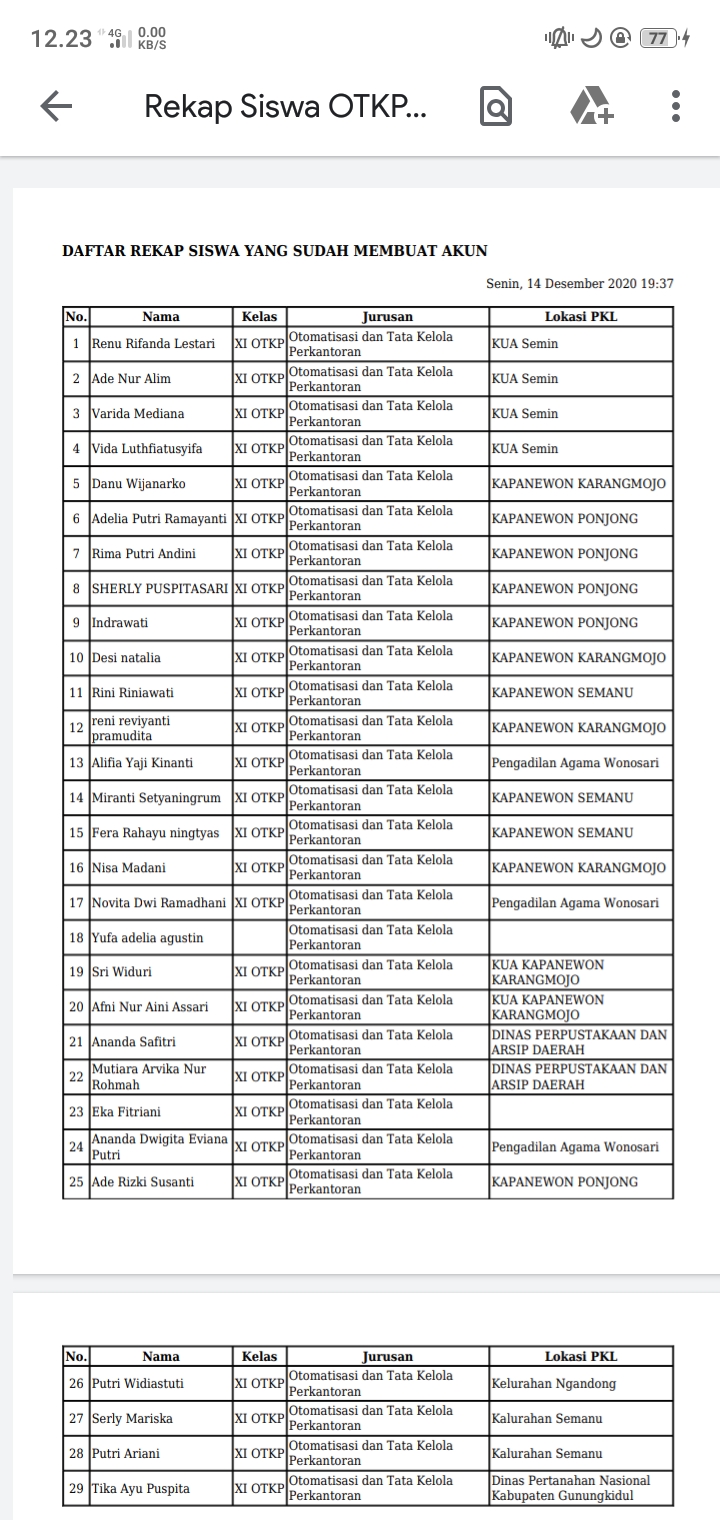 12.23 4G 0.00 KB/S 77
Rekap Siswa OTKP...
DAFTAR REKAP SISWA YANG SUDAH MEMBUAT AKUN
Senin, 14 Desember 2020 19:37
No. Nama Kelas Jurusan Lokasi PKL
1 Renu Rifanda Lestari XI OTKP Otomatisasi dan Tata Kelola Perkantoran KUA Semin
2 Ade Nur Alim XI OTKP Otomatisasi dan Tata Kelola Perkantoran KUA Semin
3 Varida Mediana XI OTKP Otomatisasi dan Tata Kelola Perkantoran KUA Semin
4 Vida Luthfiatusyifa XI OTKP Otomatisasi dan Tata Kelola Perkantoran KUA Semin
5 Danu Wijanarko XI OTKP Otomatisasi dan Tata Kelola Perkantoran KAPANEWON KARANGMOJO
6 Adelia Putri Ramayanti XI OTKP Otomatisasi dan Tata Kelola Perkantoran KAPANEWON PONJONG
7 Rima Putri Andini XI OTKP Otomatisasi dan Tata Kelola Perkantoran KAPANEWON PONJONG
8 SHERLY PUSPITASARI XI OTKP Otomatisasi dan Tata Kelola Perkantoran KAPANEWON PONJONG
9 Indrawati XI OTKP Otomatisasi dan Tata Kelola Perkantoran KAPANEWON PONJONG
10 Desi natalia XI OTKP Otomatisasi dan Tata Kelola Perkantoran KAPANEWON KARANGMOJO
11 Rini Riniawati XI OTKP Otomatisasi dan Tata Kelola Perkantoran KAPANEWON SEMANU
12 reni reviyanti pramudita XI OTKP Otomatisasi dan Tata Kelola Perkantoran KAPANEWON KARANGMOJO
13 Alifia Yaji Kinanti XI OTKP Otomatisasi dan Tata Kelola Perkantoran Pengadilan Agama Wonosari
14 Miranti Setyaningrum XI OTKP Otomatisasi dan Tata Kelola Perkantoran KAPANEWON SEMANU
15 Fera Rahayu ningtyas XI OTKP Otomatisasi dan Tata Kelola Perkantoran KAPANEWON SEMANU
16 Nisa Madani XI OTKP Otomatisasi dan Tata Kelola Perkantoran KAPANEWON KARANGMOJO
17 Novita Dwi Ramadhani XI OTKP Otomatisasi dan Tata Kelola Perkantoran Pengadilan Agama Wonosari
18 Yufa adelia agustin Otomatisasi dan Tata Kelola Perkantoran
19 Sri Widuri XI OTKP Otomatisasi dan Tata Kelola Perkantoran KUA KAPANEWON KARANGMOJO
20 Afni Nur Aini Assari XI OTKP Otomatisasi dan Tata Kelola Perkantoran KUA KAPANEWON KARANGMOJO
21 Ananda Safitri XI OTKP Otomatisasi dan Tata Kelola Perkantoran DINAS PERPUSTAKAAN DAN ARSIP DAERAH
22 Mutiara Arvika Nur Rohmah XI OTKP Otomatisasi dan Tata Kelola Perkantoran DINAS PERPUSTAKAAN DAN ARSIP DAERAH
23 Eka Fitriani XI OTKP Otomatisasi dan Tata Kelola Perkantoran
24 Ananda Dwigita Eviana Putri XI OTKP Otomatisasi dan Tata Kelola Perkantoran Pengadilan Agama Wonosari
25 Ade Rizki Susanti XI OTKP Otomatisasi dan Tata Kelola Perkantoran KAPANEWON PONJONG
No. Nama Kelas Jurusan Lokasi PKL
26 Putri Widiastuti XI OTKP Otomatisasi dan Tata Kelola Perkantoran Kelurahan Ngandong
27 Serly Mariska XI OTKP Otomatisasi dan Tata Kelola Perkantoran Kalurahan Semanu
28 Putri Ariani XI OTKP Otomatisasi dan Tata Kelola Perkantoran Kalurahan Semanu
29 Tika Ayu Puspita XI OTKP Otomatisasi dan Tata Kelola Perkantoran Dinas Pertanahan Nasional Kabupaten Gunungkidul